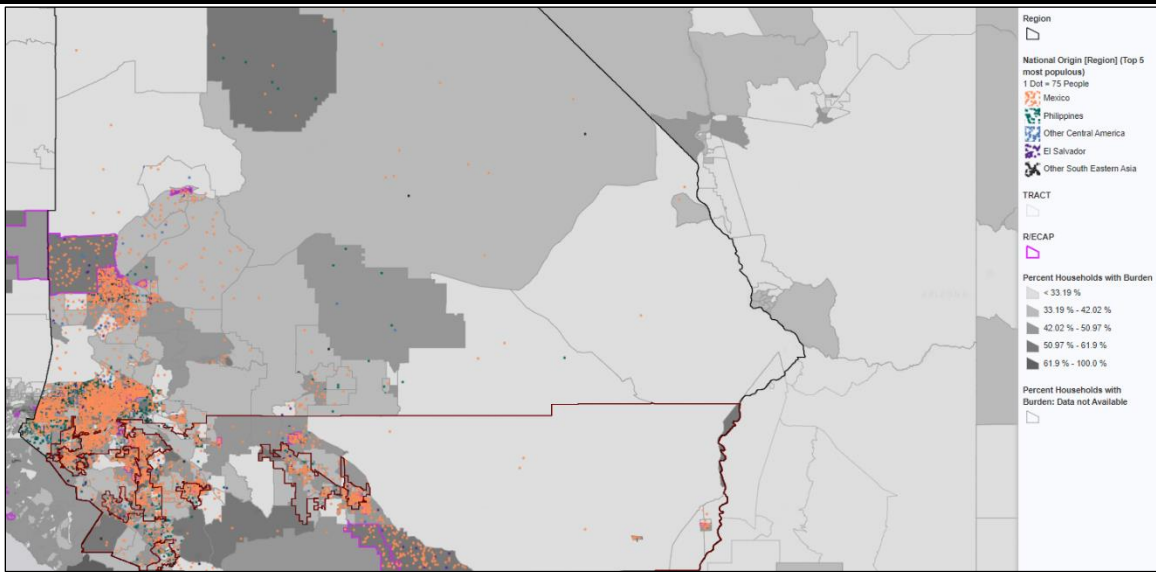 Region
National Origin [Region] (Top 5
most populous)
1 Dot = 75 People
Mexico
Philippines
Other Central America
El Salvador
Other South Eastern Asia
TRACT
R/ECAP
Percent Households with Burden
< 33.19 %
33.19 % - 42.02 %
42.02 % - 50.97 %
50.97 % - 61.9 %
61.9 % - 100.0 %
Percent Households with
Burden: Data not Available